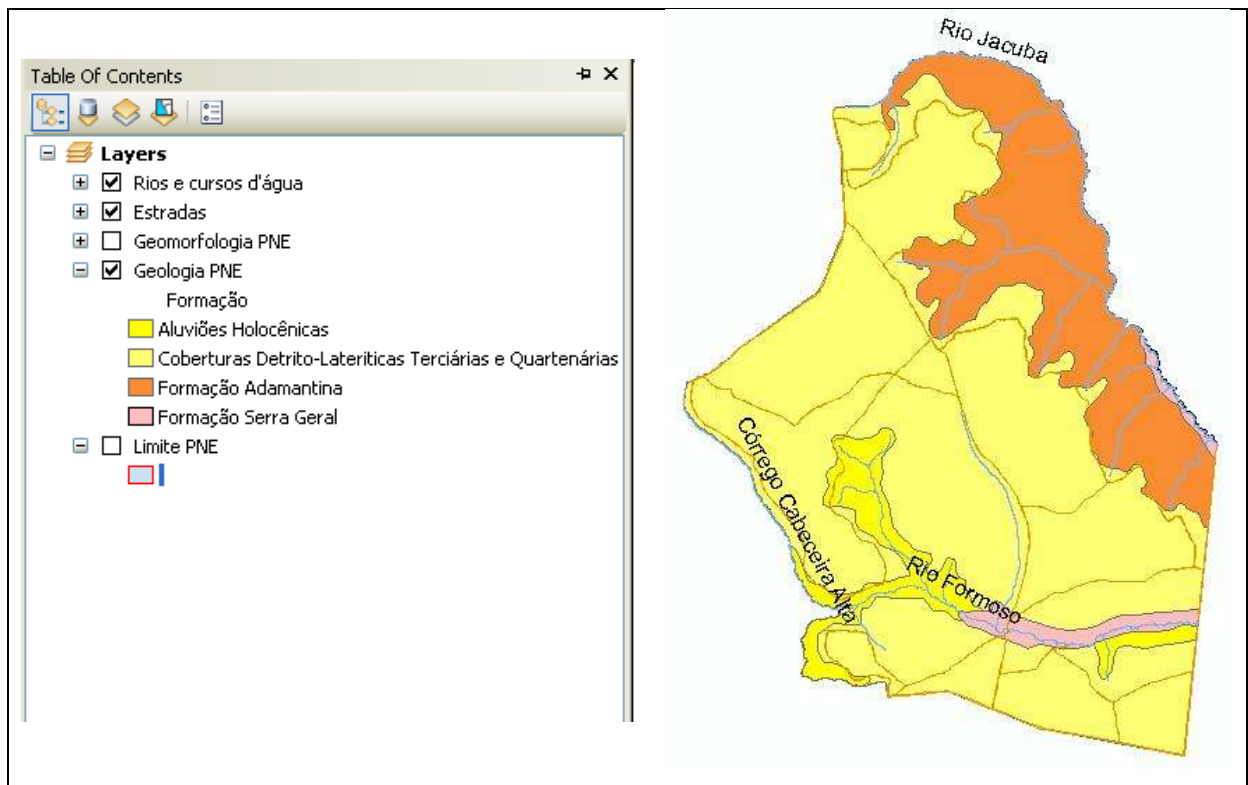 Table Of Contents
Layers
Rios e cursos d'água
Estradas
Geomorfologia PNE
Geologia PNE
Formação
Aluviões Holocênicas
Coberturas Detrito-Lateriticas Terciárias e Quartenárias
Formação Adamantina
Formação Serra Geral
Limite PNE
Rio Jacuba
Córrego Cabeceira Alta
Rio Formoso